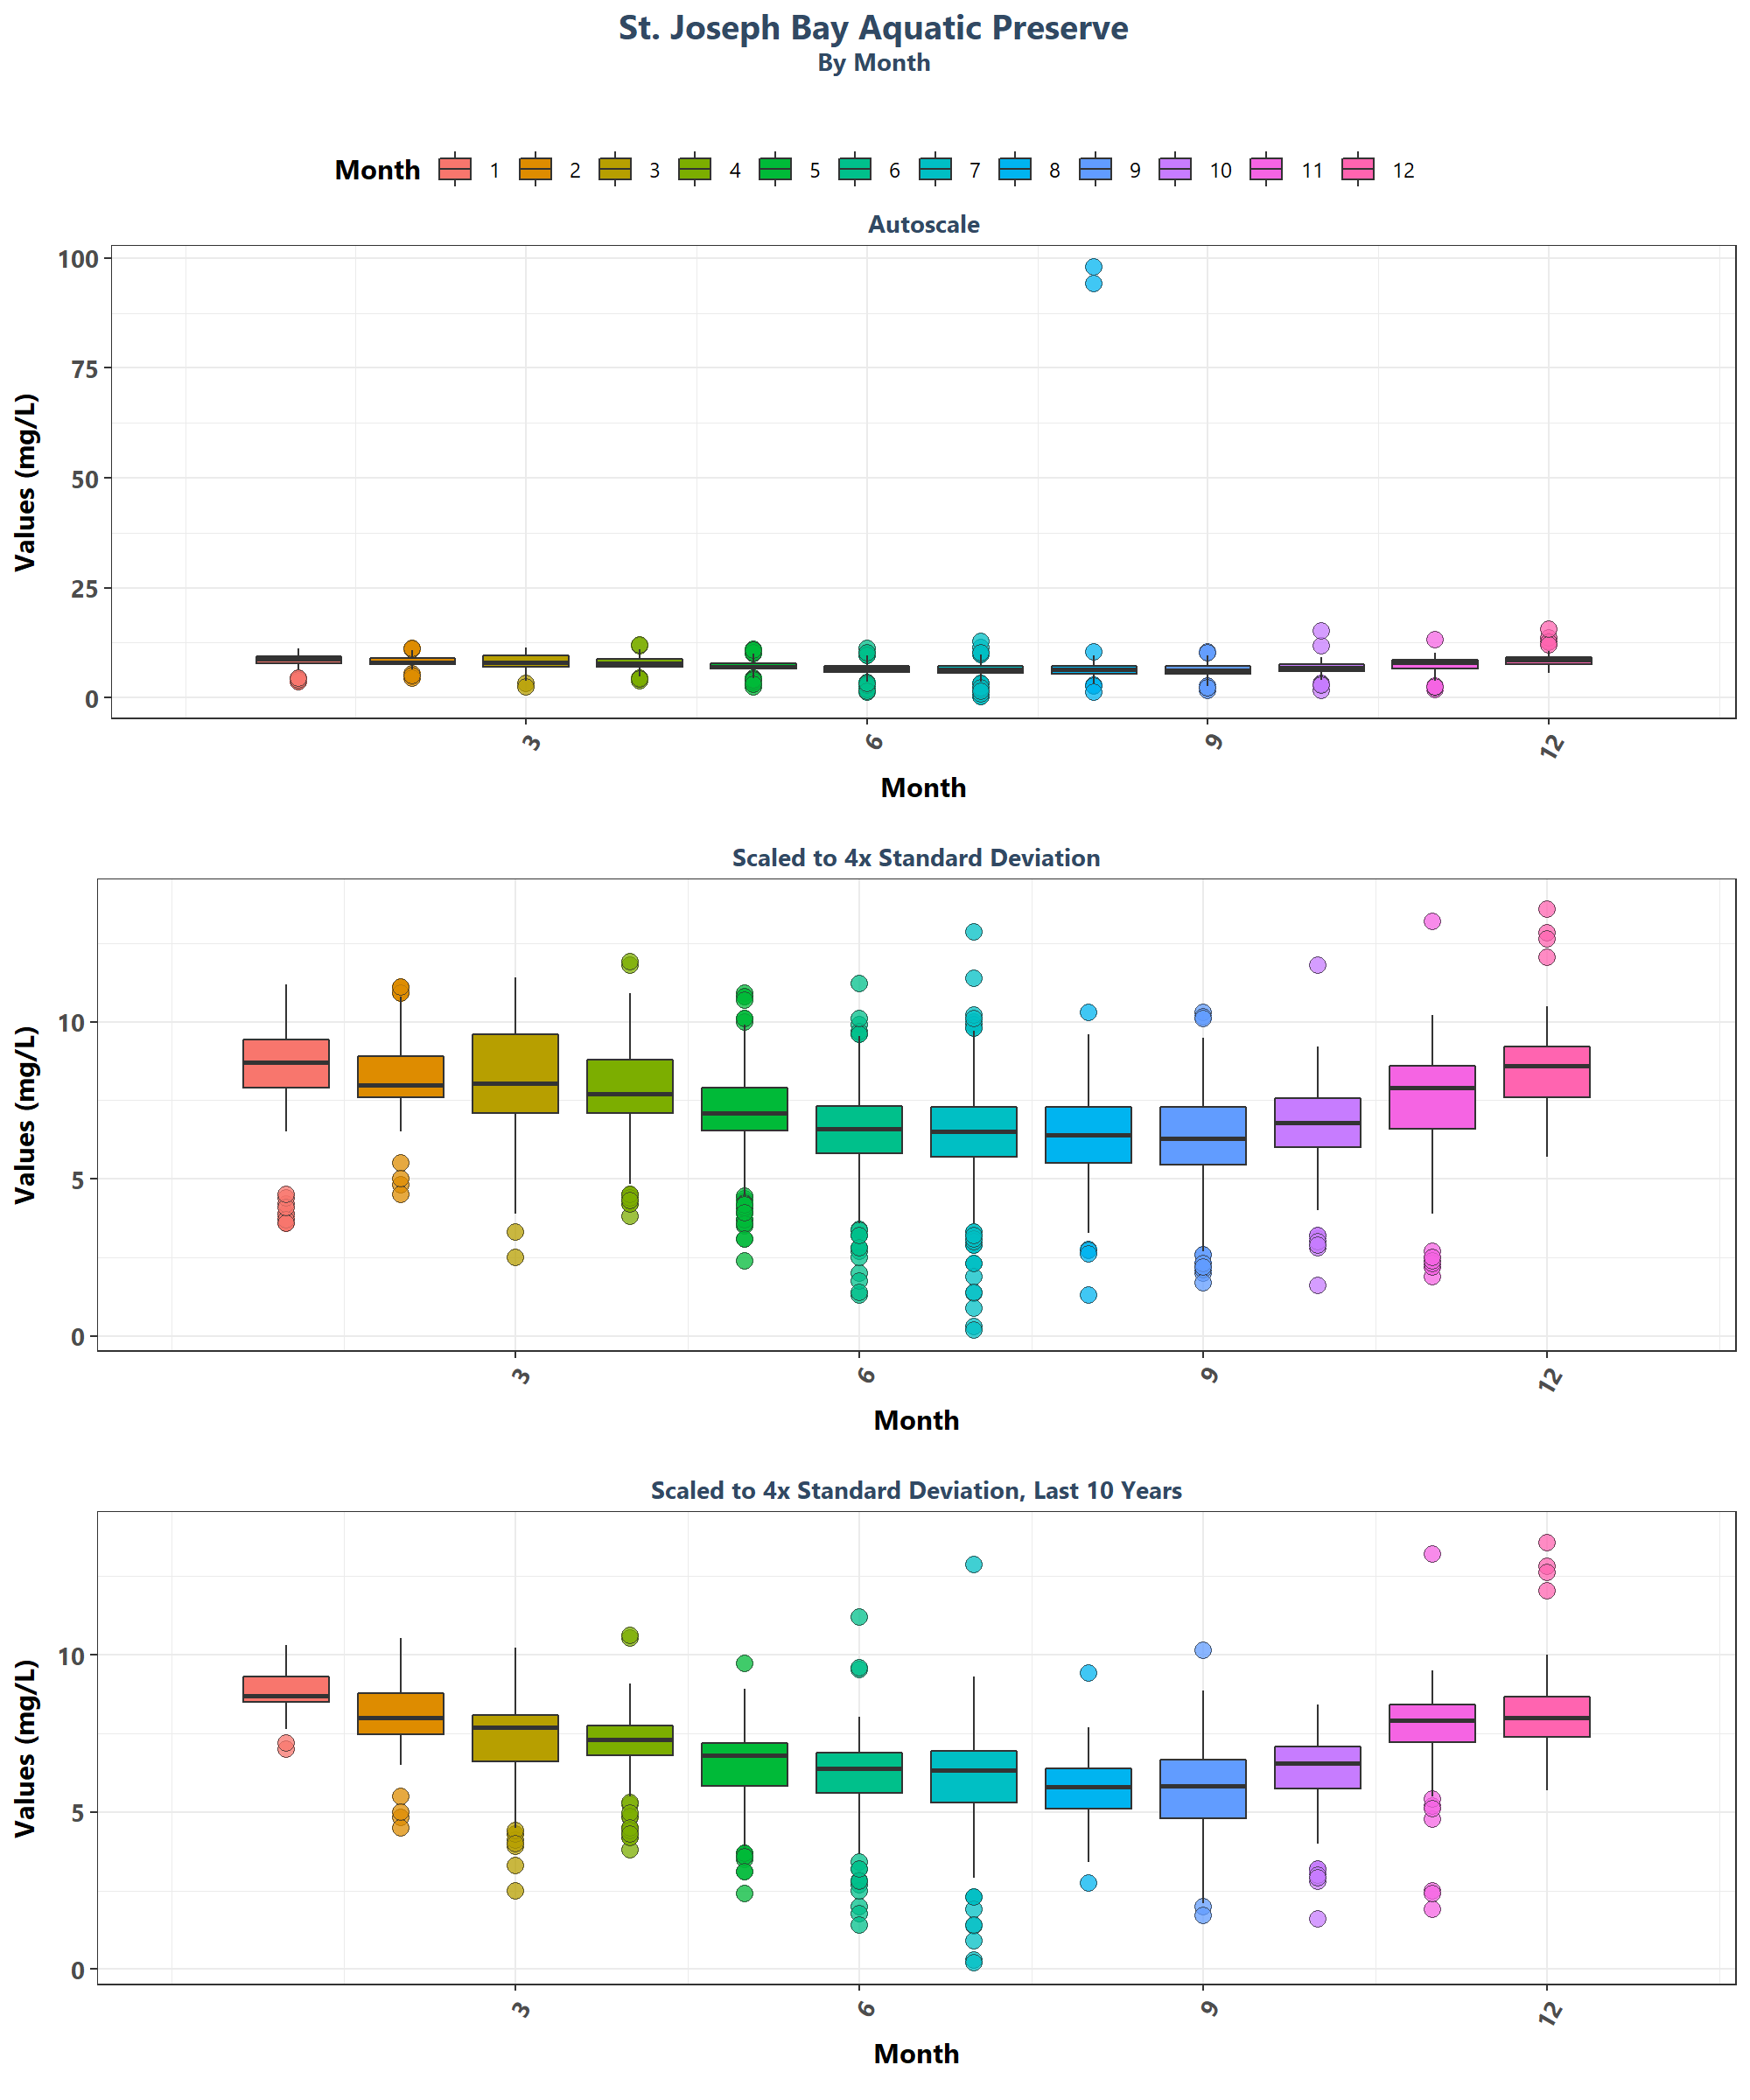 St. Joseph Bay Aquatic Preserve
By Month
Month 1 2 3 4 5 6 7 8 9 10 11 12
Autoscale
100
75
50
25
0
Values (mg/L)
3 6 9 12
Month
Scaled to 4x Standard Deviation
10
5
0
Values (mg/L)
3 6 9 12
Month
Scaled to 4x Standard Deviation, Last 10 Years
10
5
0
Values (mg/L)
3 6 9 12
Month